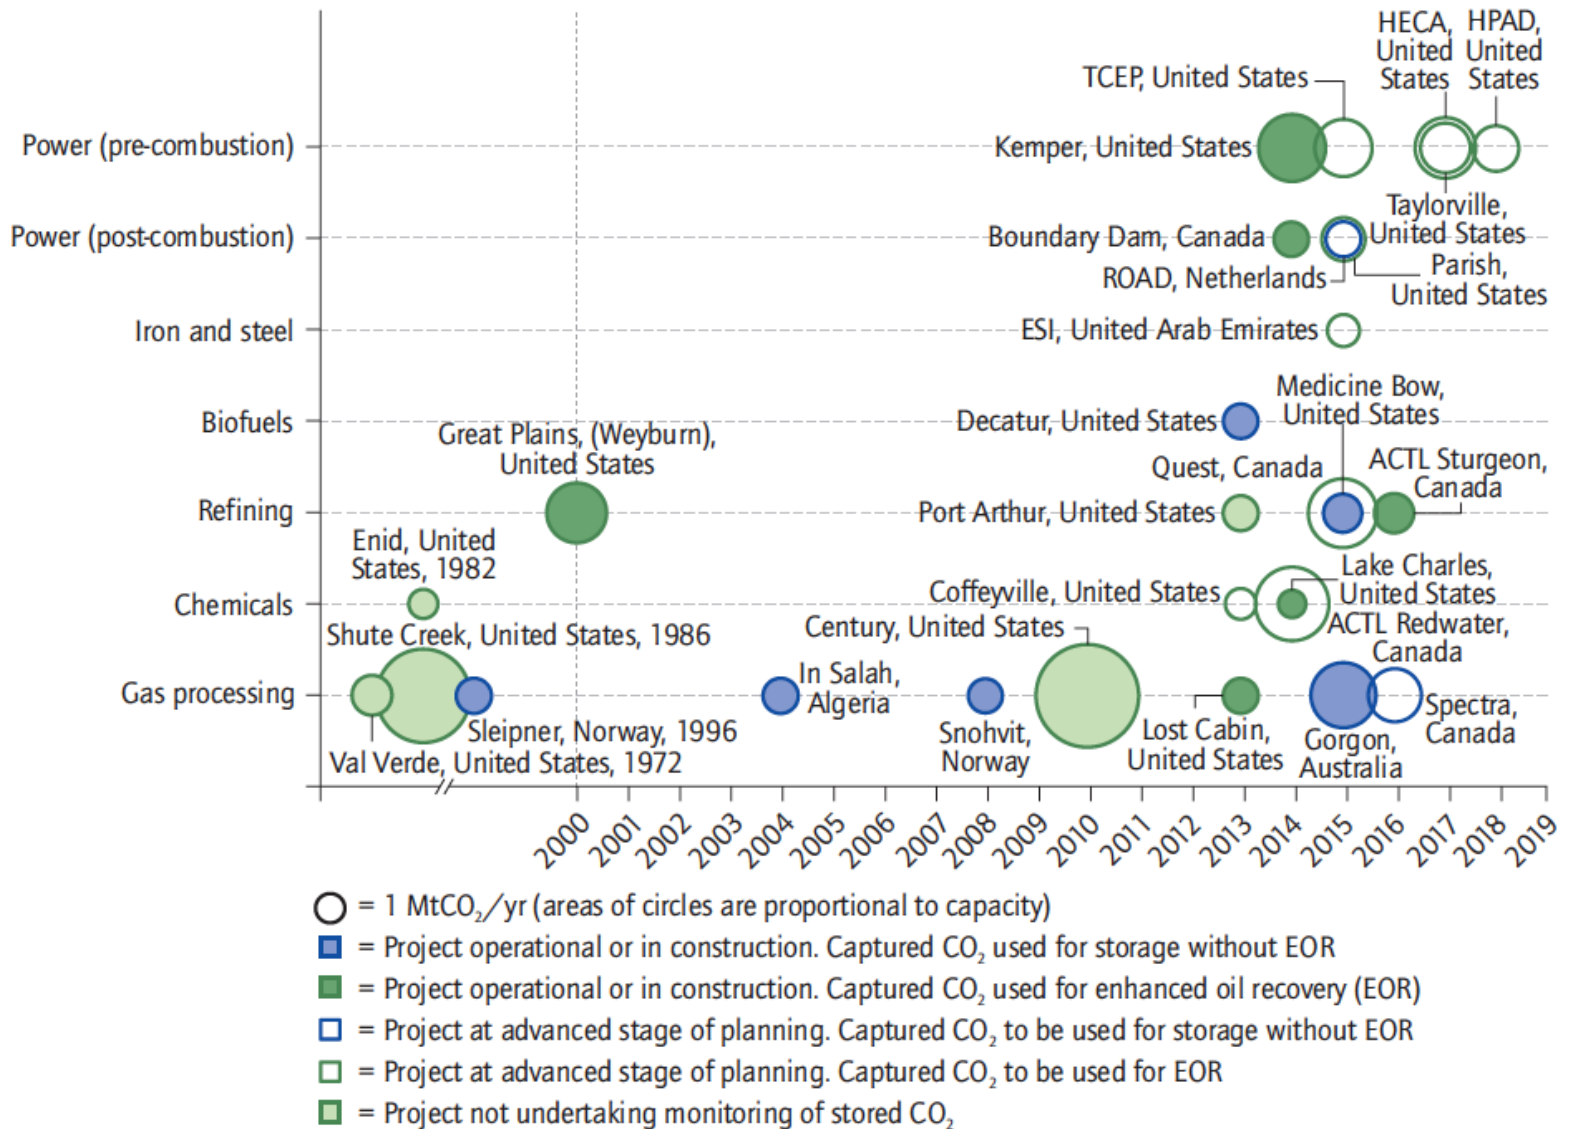 HECA, United States
HPAD, United States
TCEP, United States
Power (pre-combustion)
Kemper, United States
Taylorville, United States
Power (post-combustion)
Boundary Dam, Canada
ROAD, Netherlands
Parish, United States
Iron and steel
ESI, United Arab Emirates
Medicine Bow, United States
Biofuels
Decatur, United States
Great Plains, (Weyburn), United States
Quest, Canada
ACTL Sturgeon, Canada
Refining
Port Arthur, United States
Enid, United States, 1982
Lake Charles, United States
Chemicals
Coffeyville, United States
Shute Creek, United States, 1986
Century, United States
ACTL Redwater, Canada
Gas processing
In Salah, Algeria
Sleipner, Norway, 1996
Val Verde, United States, 1972
Snohvit, Norway
Lost Cabin, United States
Gorgon, Australia
Spectra, Canada
2000 2001 2002 2003 2004 2005 2006 2007 2008 2009 2010 2011 2012 2013 2014 2015 2016 2017 2018 2019
= 1 MtCO₂/yr (areas of circles are proportional to capacity)
= Project operational or in construction. Captured CO₂ used for storage without EOR
= Project operational or in construction. Captured CO₂ used for enhanced oil recovery (EOR)
= Project at advanced stage of planning. Captured CO₂ to be used for storage without EOR
= Project at advanced stage of planning. Captured CO₂ to be used for EOR
= Project not undertaking monitoring of stored CO₂